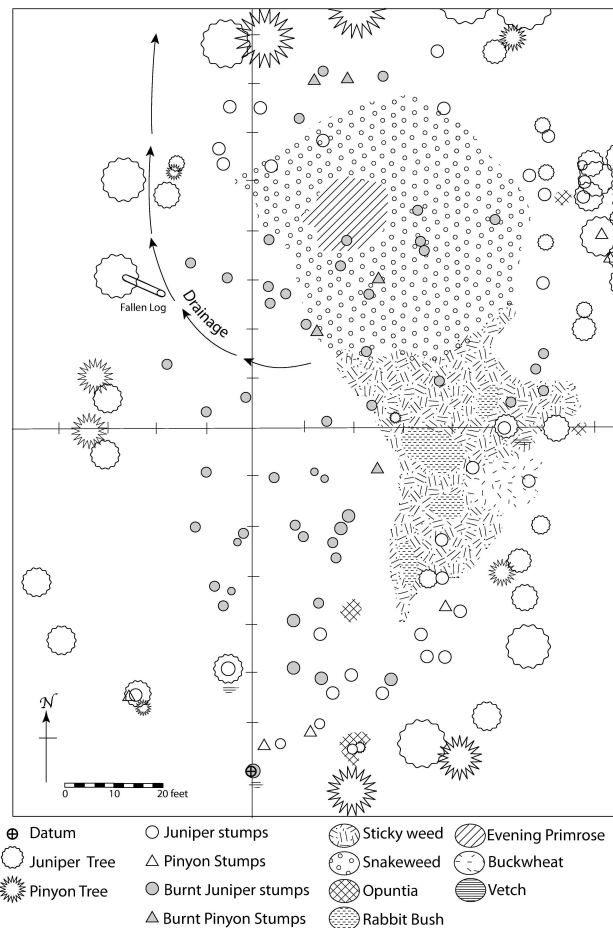 Fallen Log
Drainage
N
0 10 20 feet
Datum
Juniper Tree
Pinyon Tree
Juniper stumps
Pinyon Stumps
Burnt Juniper stumps
Burnt Pinyon Stumps
Sticky weed
Snakeweed
Opuntia
Rabbit Bush
Evening Primrose
Buckwheat
Vetch